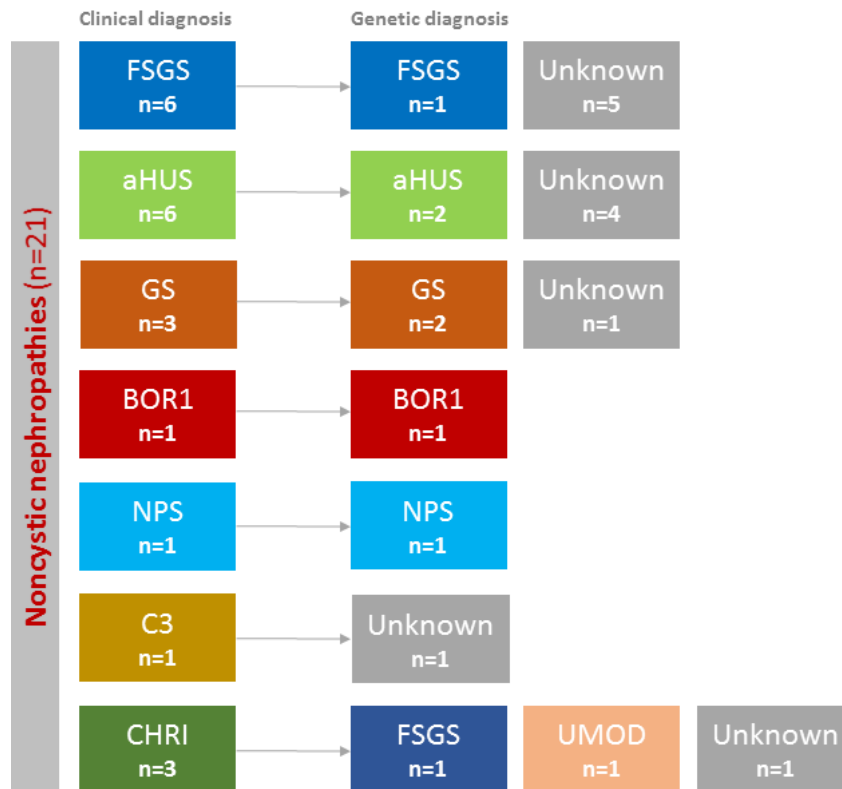 Clinical diagnosis
Genetic diagnosis
Noncystic nephropathies (n=21)
FSGS
n=6
FSGS
n=1
Unknown
n=5
aHUS
n=6
aHUS
n=2
Unknown
n=4
GS
n=3
GS
n=2
Unknown
n=1
BOR1
n=1
BOR1
n=1
NPS
n=1
NPS
n=1
C3
n=1
Unknown
n=1
CHRI
n=3
FSGS
n=1
UMOD
n=1
Unknown
n=1